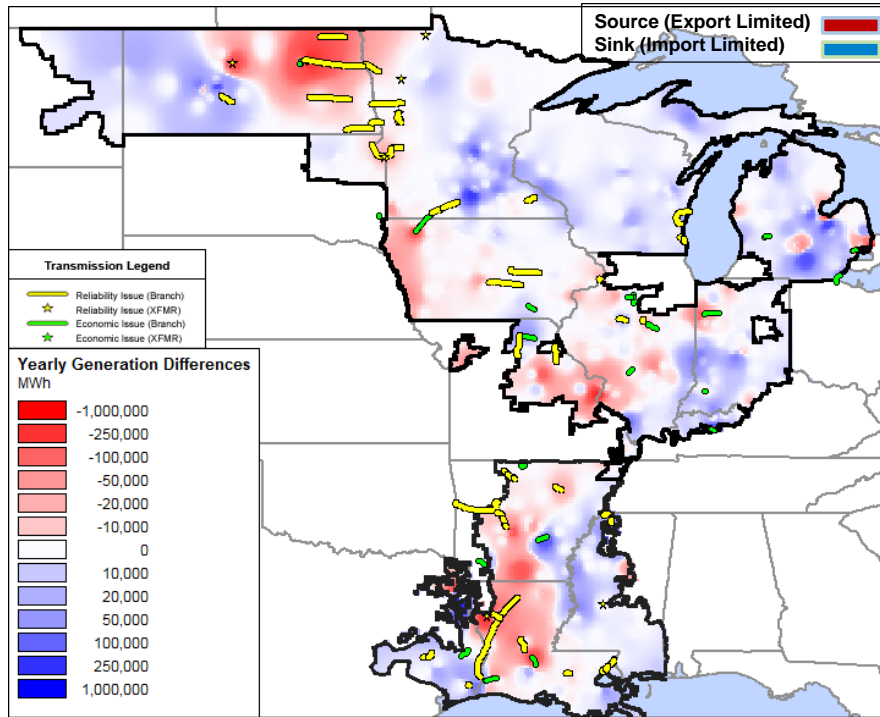 Source (Export Limited)
Sink (Import Limited)
Transmission Legend
Reliability Issue (Branch)
Reliability Issue (XFMR)
Economic Issue (Branch)
Economic Issue (XFMR)
Yearly Generation Differences
MWh
-1,000,000
-250,000
-100,000
-50,000
-20,000
-10,000
0
10,000
20,000
50,000
100,000
250,000
1,000,000